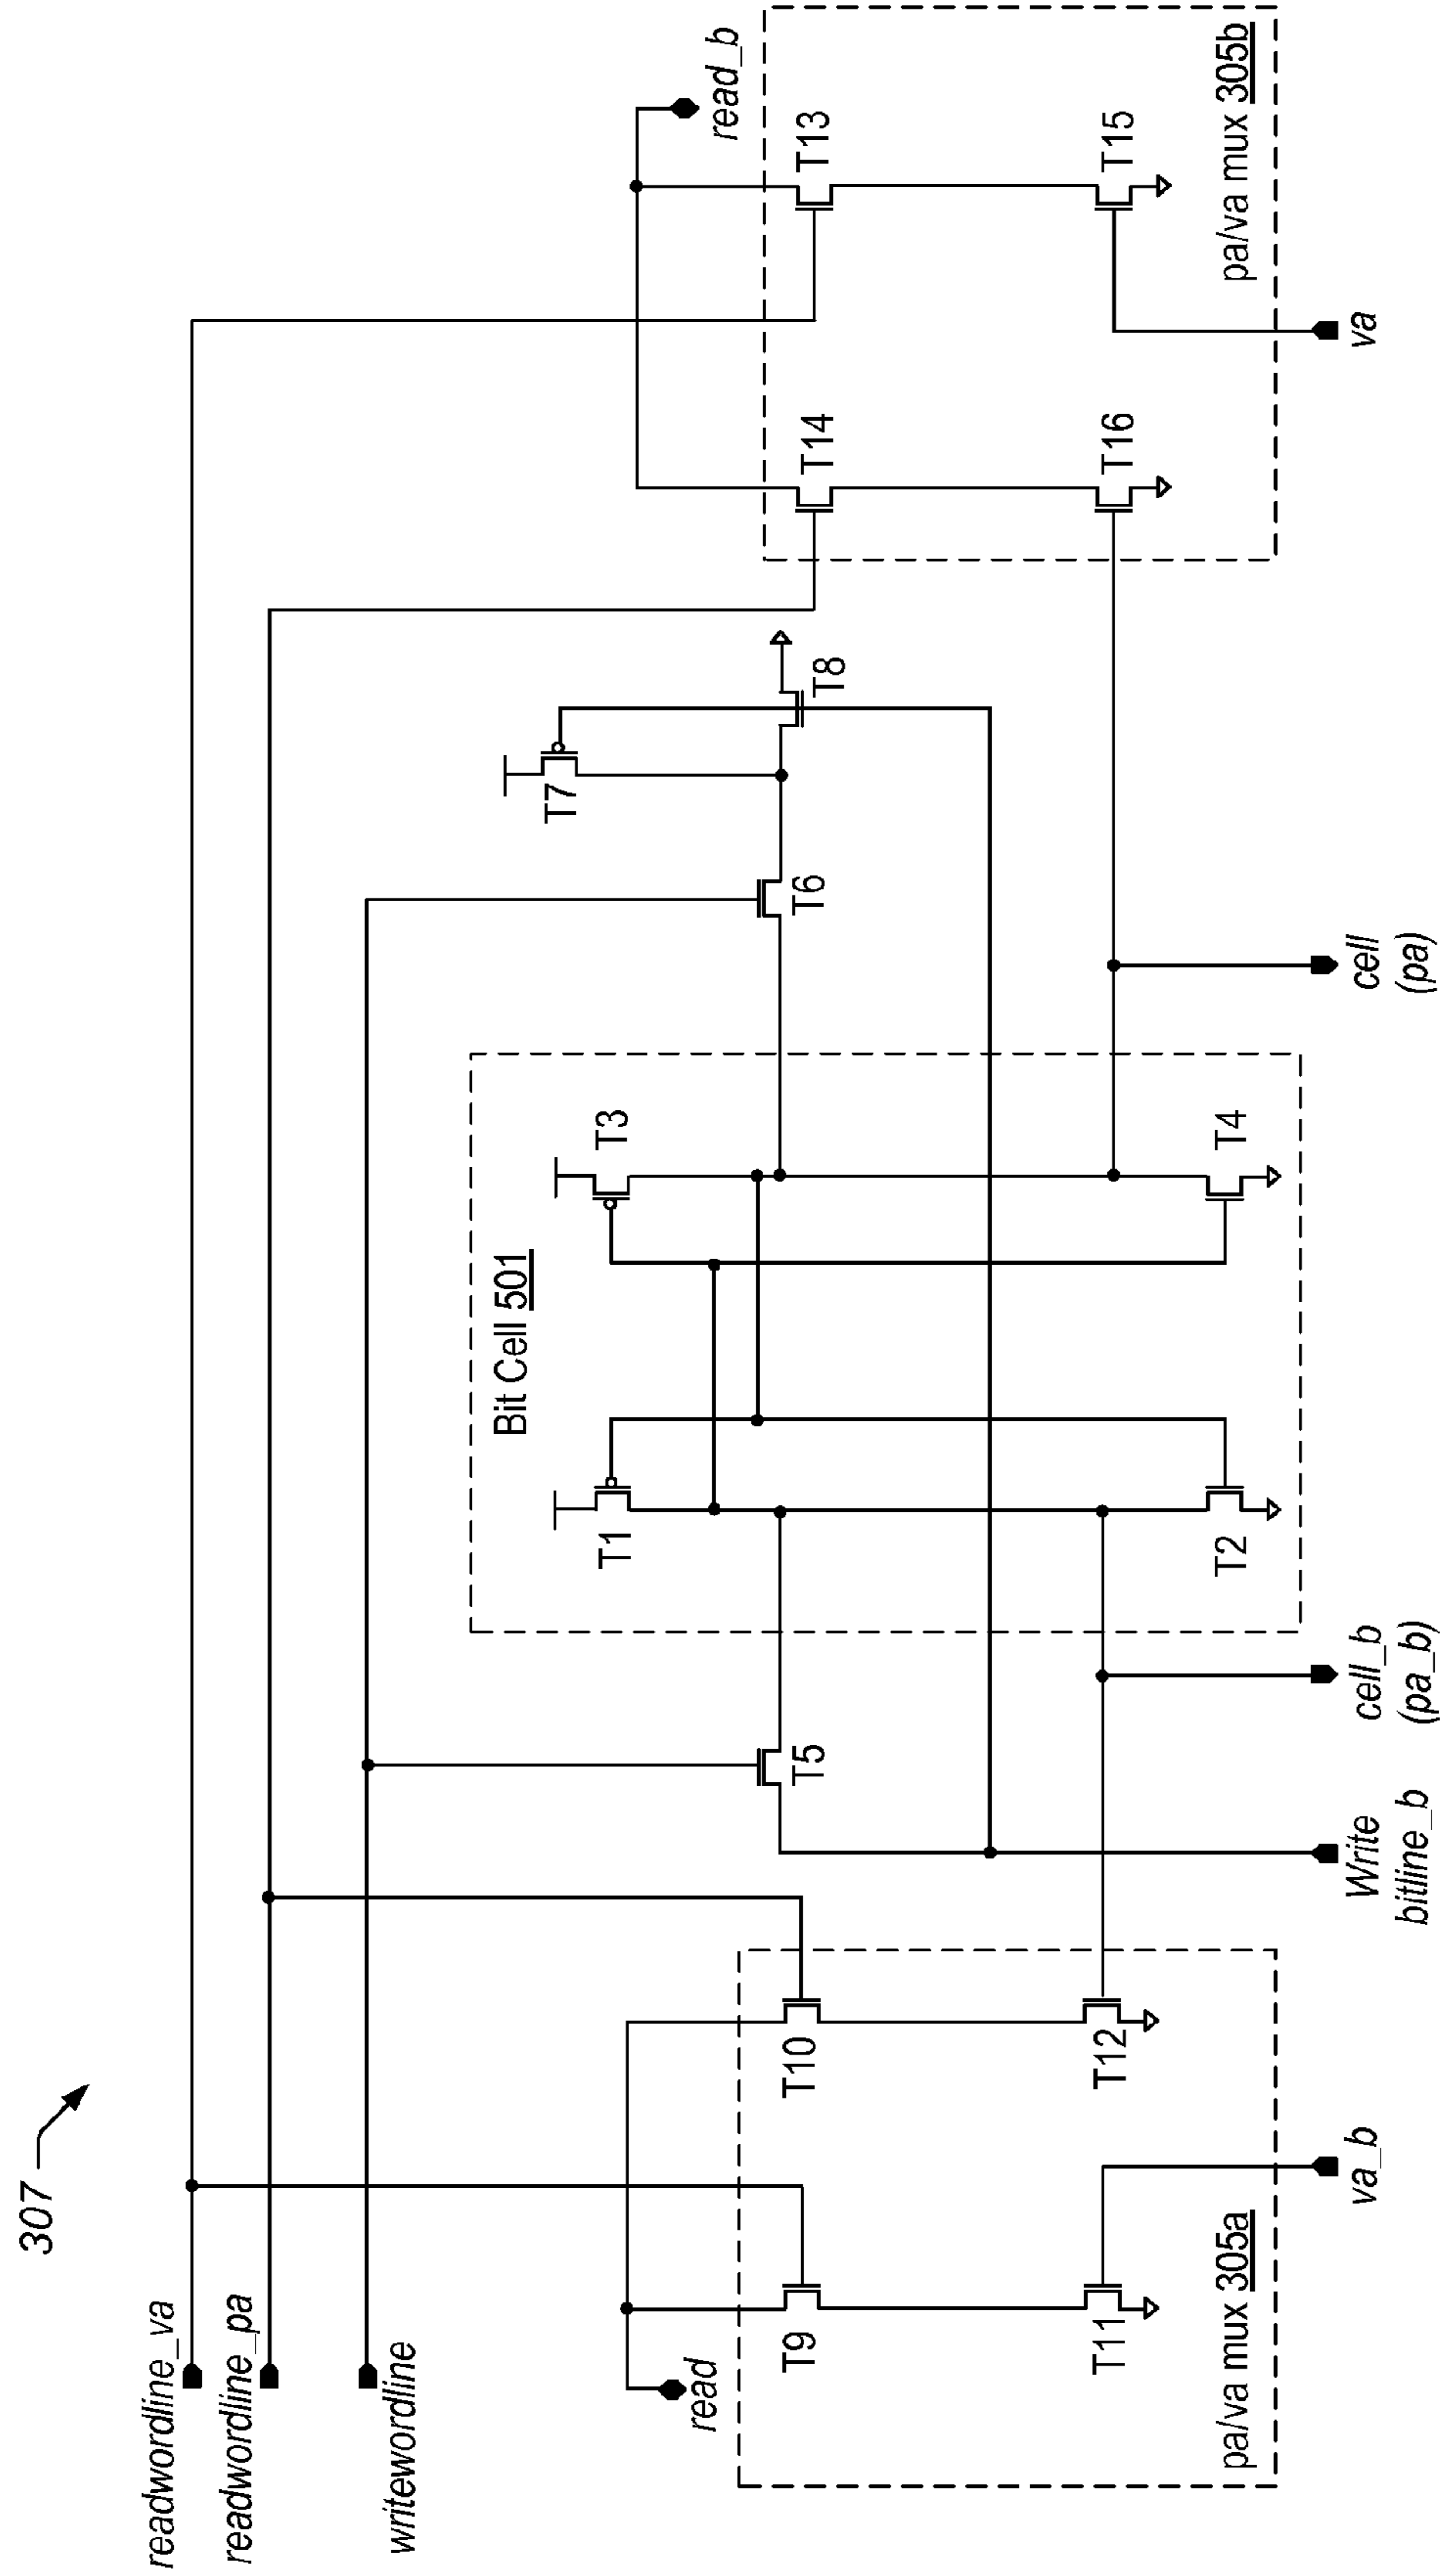 307
readwordline_va
readwordline_pa
writewordline
read
T9
T10
T11
T12
pa/va mux 305a
va_b
Write
bitline_b
cell_b
(pa_b)
T5
Bit Cell 501
T1
T2
T3
T4
cell
(pa)
T6
T7
T8
read_b
T14
T13
T16
T15
pa/va mux 305b
va